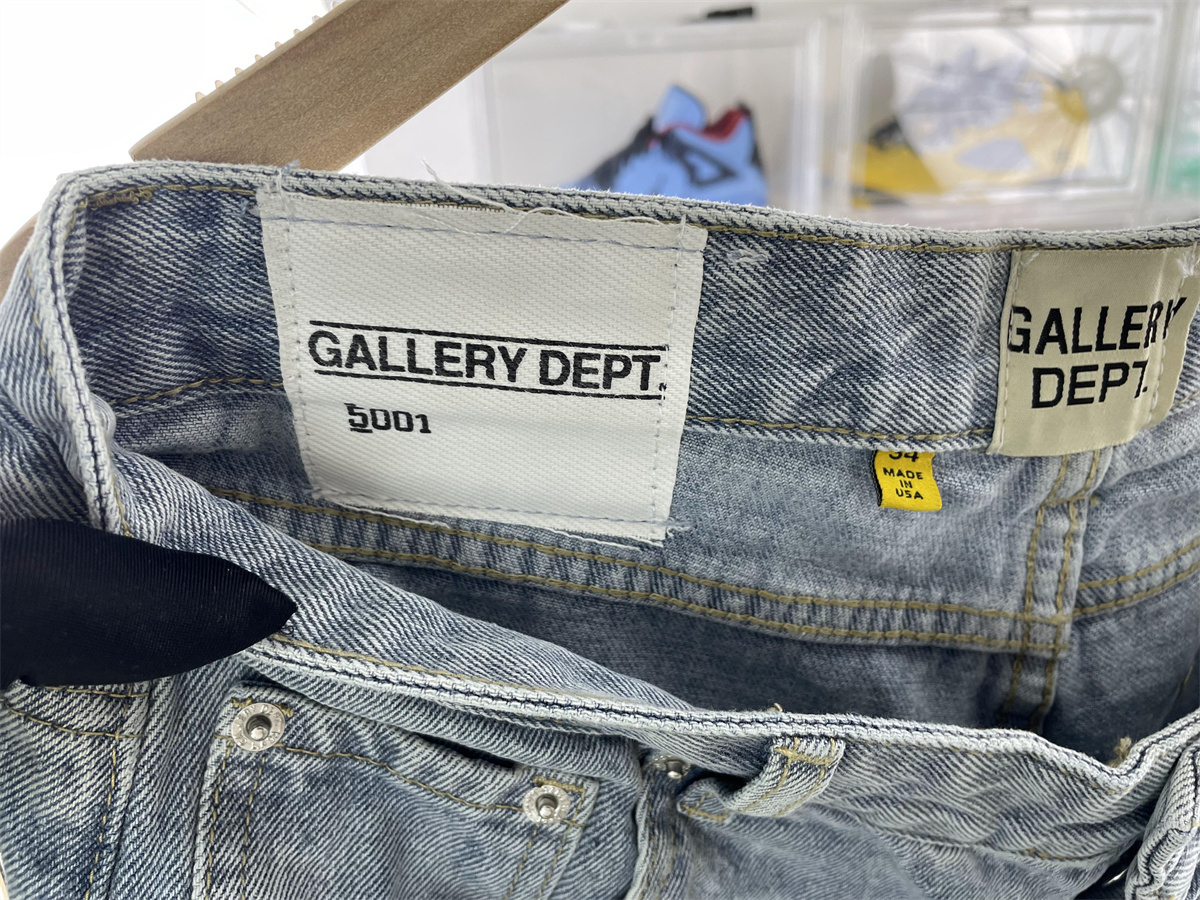 GALLERY DEPT.
5001
GALLERY
DEPT.
34
MADE
IN
USA